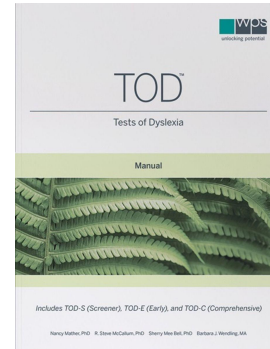 wps
unlocking potential
TOD™
Tests of Dyslexia
Manual
Includes TOD-S (Screener), TOD-E (Early), and TOD-C (Comprehensive)
Nancy Mather, PhD R. Steve McCallum, PhD Sherry Mee Bell, PhD Barbara J. Wendling, MA